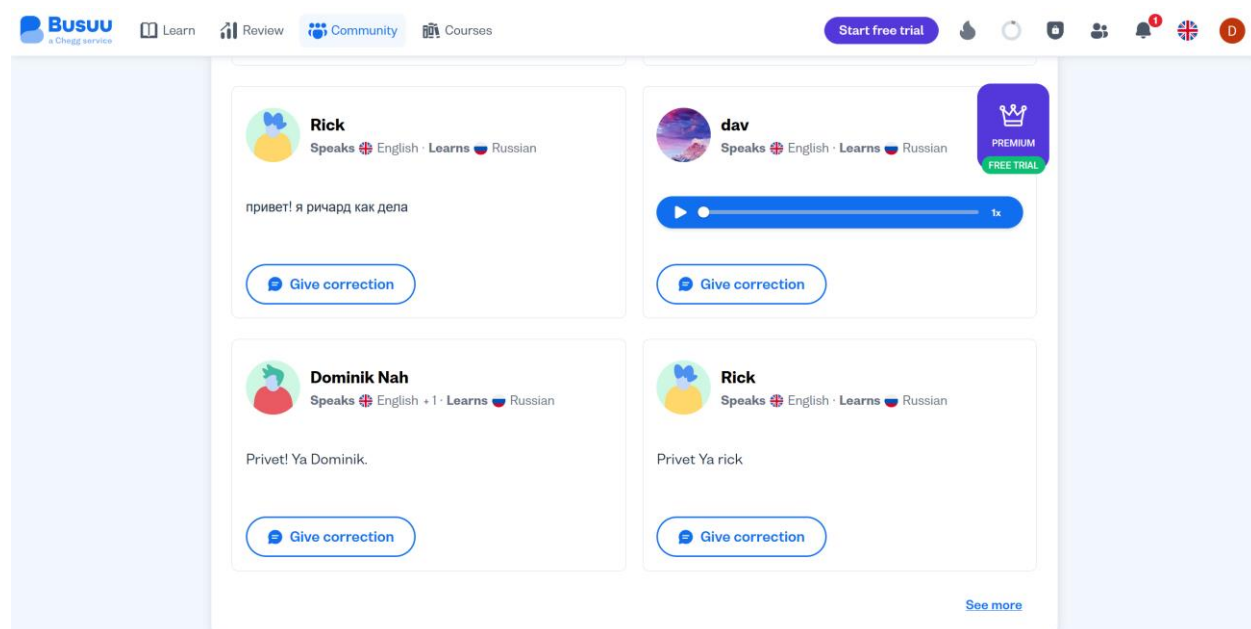 Busuu
a Chegg service
Learn
Review
Community
Courses
Start free trial
1
D
Rick
Speaks English · Learns Russian
привет! я ричард как дела
Give correction
dav
Speaks English · Learns Russian
PREMIUM
FREE TRIAL
1x
Give correction
Dominik Nah
Speaks English + 1 · Learns Russian
Privet! Ya Dominik.
Give correction
Rick
Speaks English · Learns Russian
Privet Ya rick
Give correction
See more